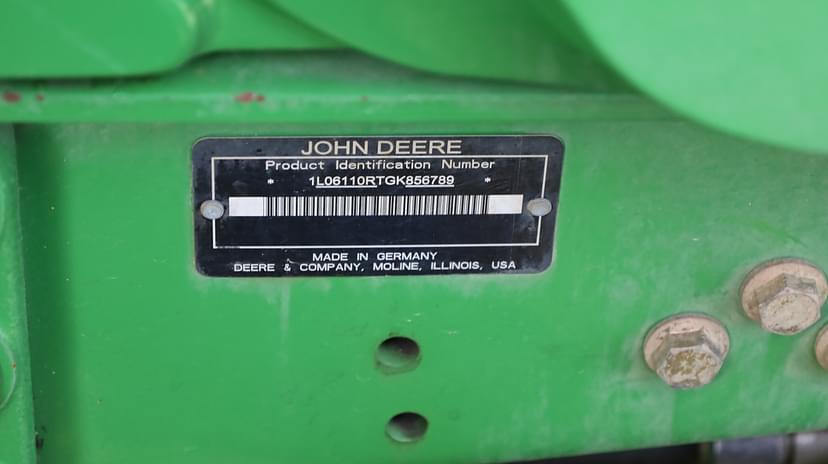 JOHN DEERE
Product Identification Number
* 1L06110RTGK856789 *
MADE IN GERMANY
DEERE & COMPANY, MOLINE, ILLINOIS, USA